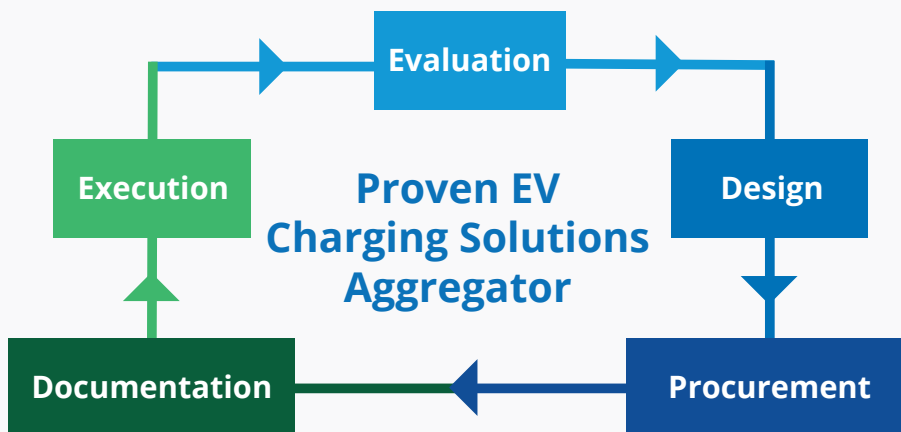 Evaluation
Execution
Proven EV
Charging Solutions
Aggregator
Design
Documentation
Procurement